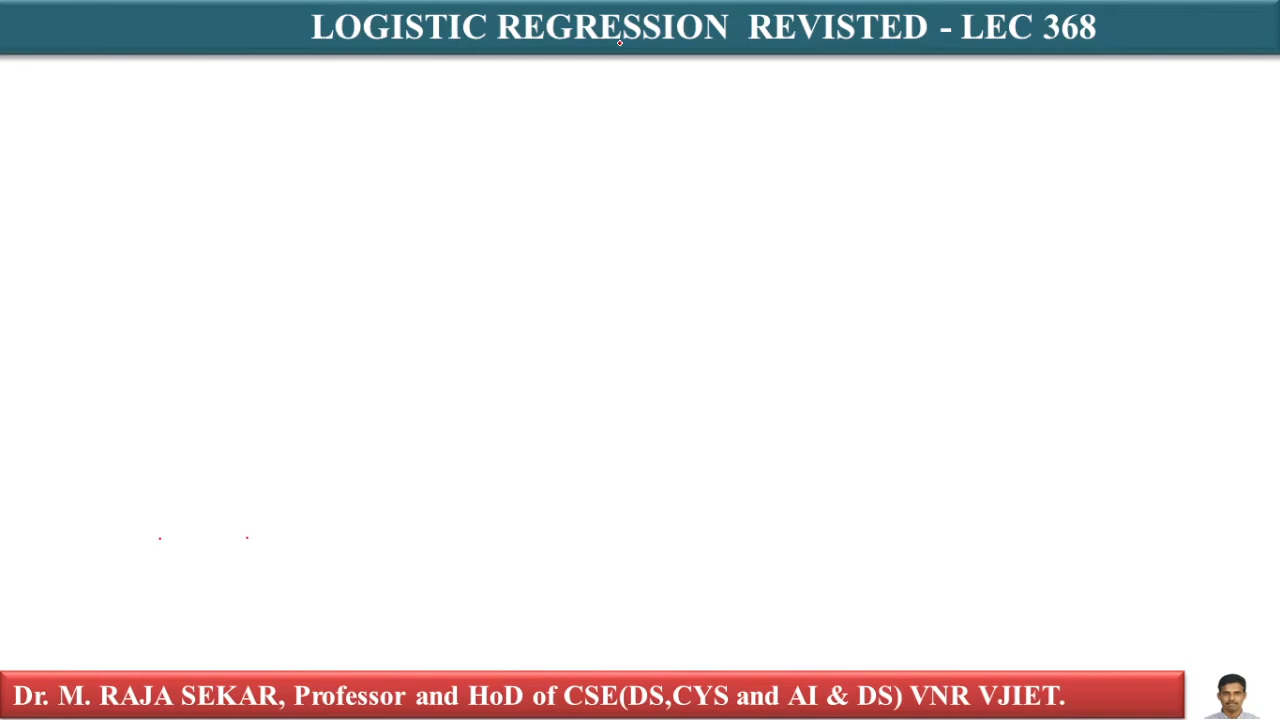 LOGISTIC REGRESSION REVISTED - LEC 368
Dr. M. RAJA SEKAR, Professor and HoD of CSE(DS,CYS and AI & DS) VNR VJIET.